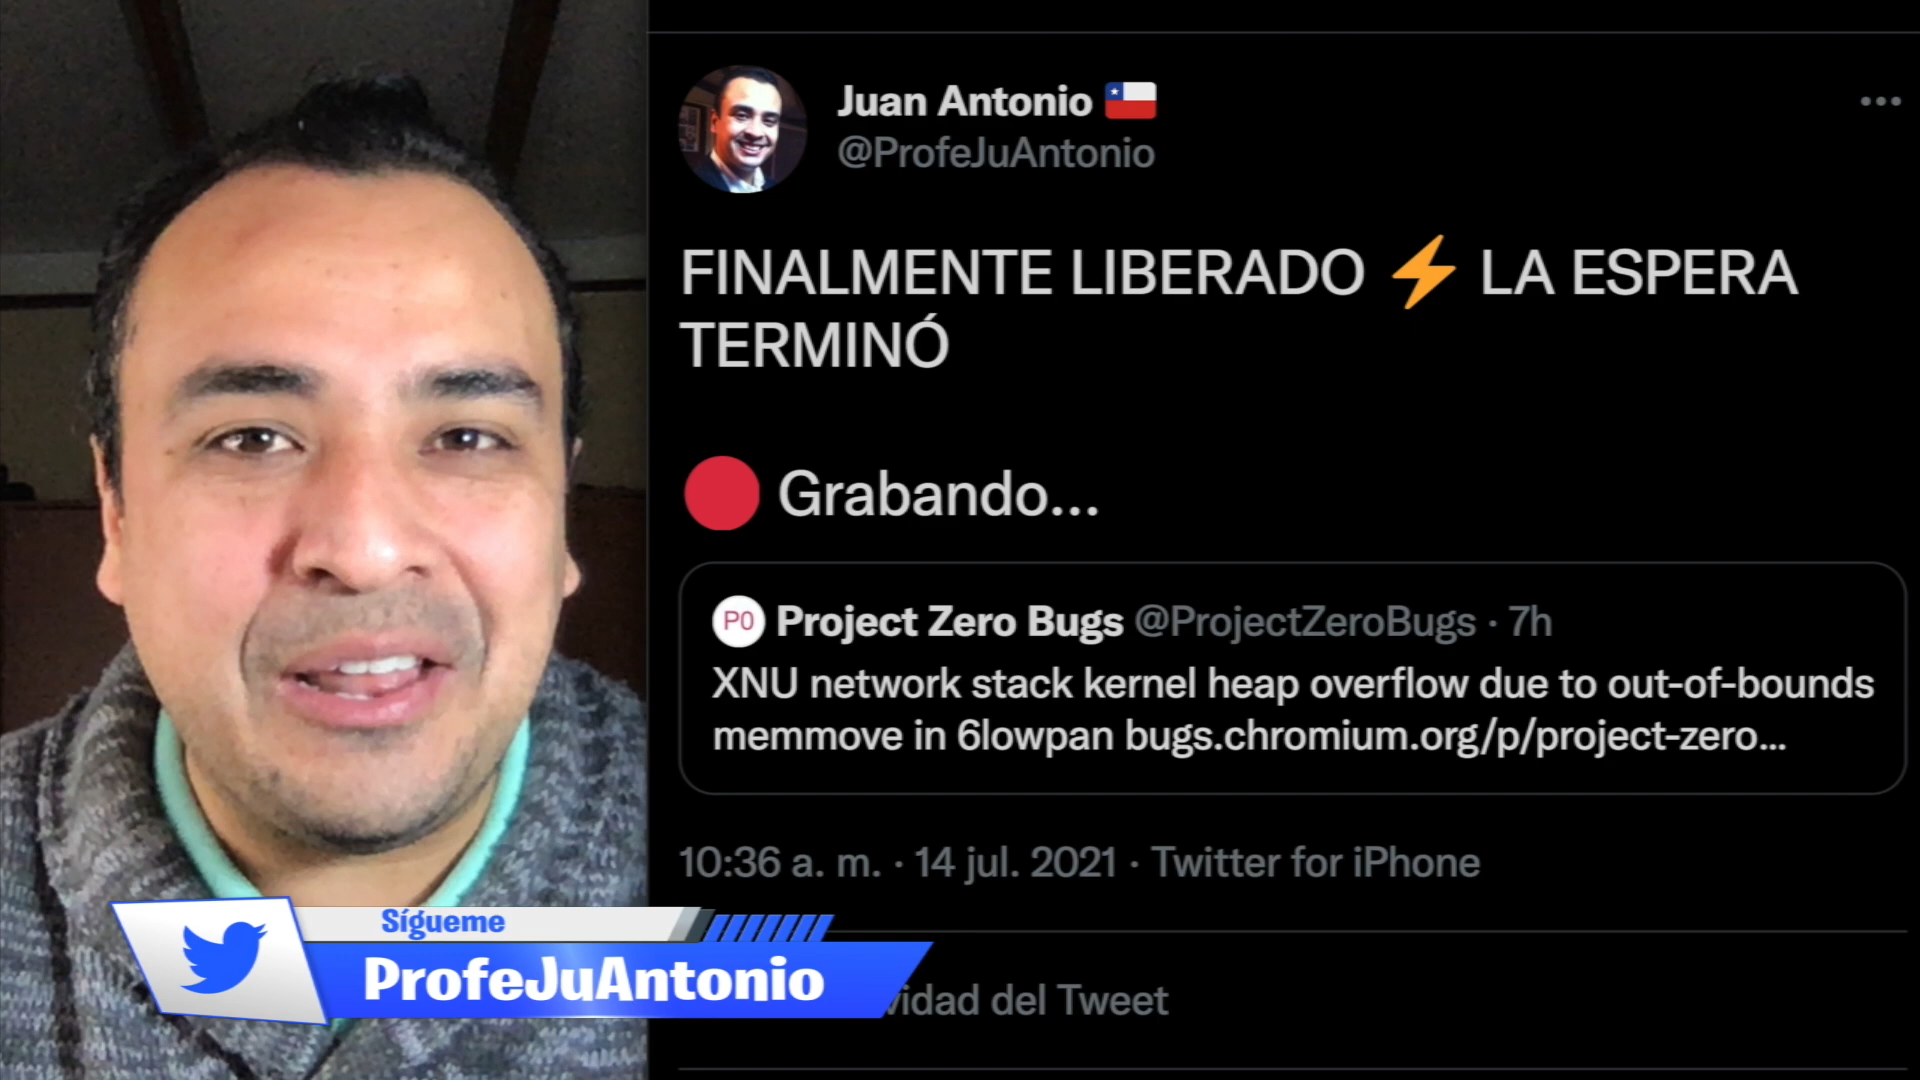 Juan Antonio 🇨🇱
@ProfeJuAntonio
FINALMENTE LIBERADO ⚡ LA ESPERA
TERMINÓ
🔴 Grabando...
P0 Project Zero Bugs @ProjectZeroBugs · 7h
XNU network stack kernel heap overflow due to out-of-bounds
memmove in 6lowpan bugs.chromium.org/p/project-zero...
10:36 a. m. · 14 jul. 2021 · Twitter for iPhone
Sígueme
ProfeJuAntonio
vidad del Tweet